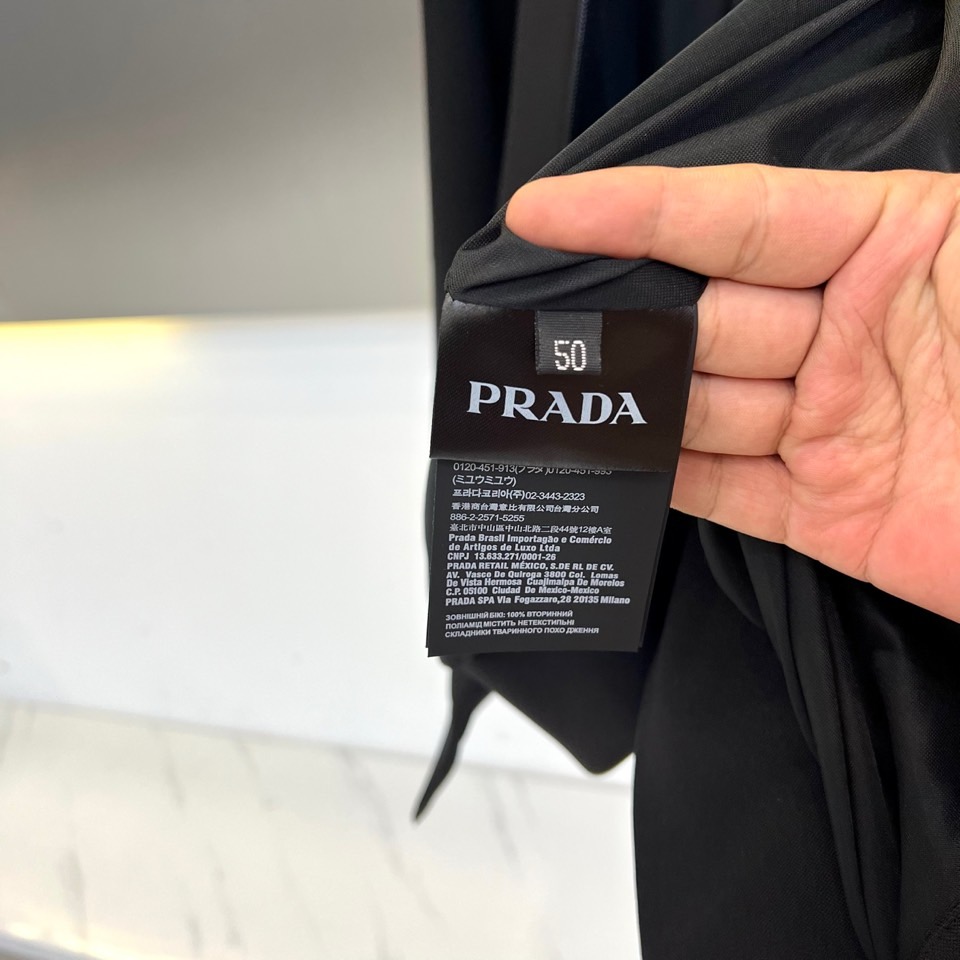 50
PRADA
0120-451-913(プラダ)0120-451-993
(ミユウミユウ)
프라다코리아(주)02-3443-2323
香港商台灣意比有限公司台灣分公司
886-2-2571-5255
臺北市中山區中山北路二段44號12樓A室
Prada Brasil Importagão e Comércio
de Artigos de Luxo Ltda
CNPJ 13.633.271/0001-26
PRADA RETAIL MÉXICO, S.DE RL DE CV.
AV. Vasco De Quiroga 3800 Col. Lomas
De Vista Hermosa Cuajimalpa De Morelos
C.P. 05100 Ciudad De Mexico-Mexico
PRADA SPA Via Fogazzaro,28 20135 Milano
ЗОВНІШНІЙ БІК: 100% ВТОРИННИЙ
ПОЛІАМІД МІСТИТЬ НЕТЕКСТИЛЬНІ
СКЛАДНИКИ ТВАРИННОГО ПОХО ДЖЕННЯ